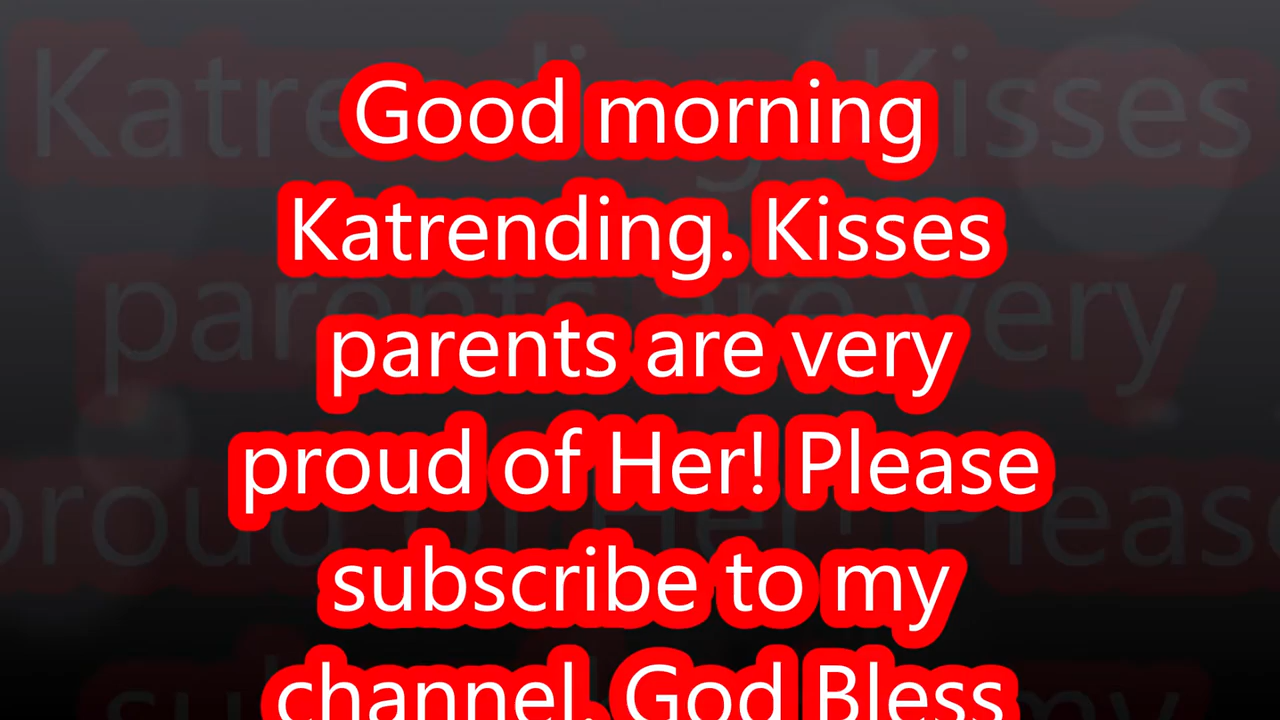 Good morning
Katrending. Kisses
parents are very
proud of Her! Please
subscribe to my
channel. God Bless